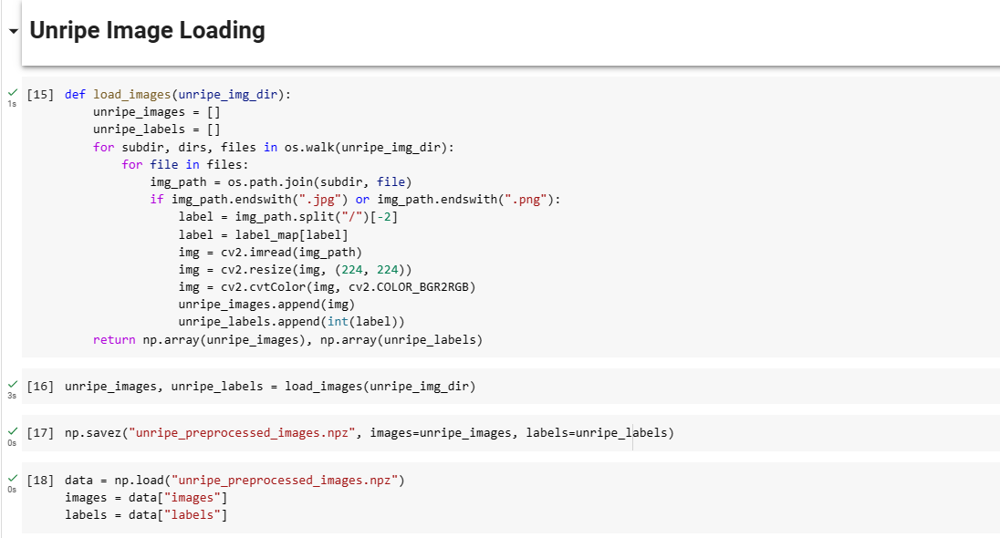 Unripe Image Loading
1s
[15] def load_images(unripe_img_dir):
    unripe_images = []
    unripe_labels = []
    for subdir, dirs, files in os.walk(unripe_img_dir):
        for file in files:
            img_path = os.path.join(subdir, file)
            if img_path.endswith(".jpg") or img_path.endswith(".png"):
                label = img_path.split("/")[-2]
                label = label_map[label]
                img = cv2.imread(img_path)
                img = cv2.resize(img, (224, 224))
                img = cv2.cvtColor(img, cv2.COLOR_BGR2RGB)
                unripe_images.append(img)
                unripe_labels.append(int(label))
    return np.array(unripe_images), np.array(unripe_labels)
3s
[16] unripe_images, unripe_labels = load_images(unripe_img_dir)
0s
[17] np.savez("unripe_preprocessed_images.npz", images=unripe_images, labels=unripe_labels)
0s
[18] data = np.load("unripe_preprocessed_images.npz")
images = data["images"]
labels = data["labels"]